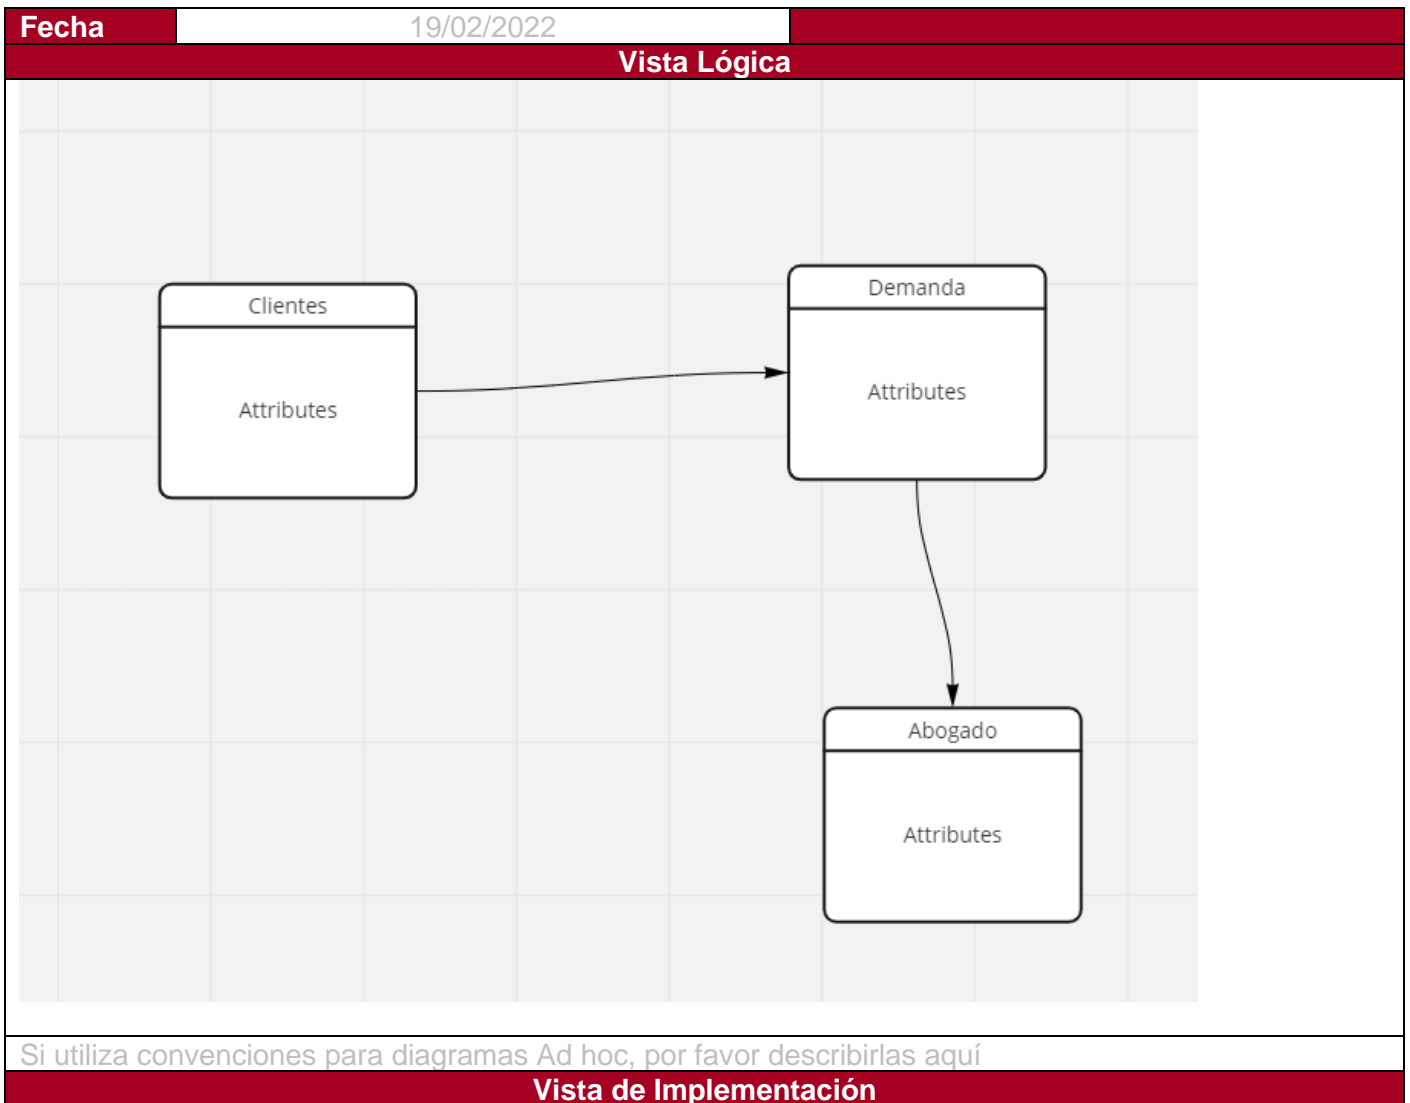 Fecha 19/02/2022
Vista Lógica
Clientes
Attributes
Demanda
Attributes
Abogado
Attributes
Si utiliza convenciones para diagramas Ad hoc, por favor describirlas aquí
Vista de Implementación